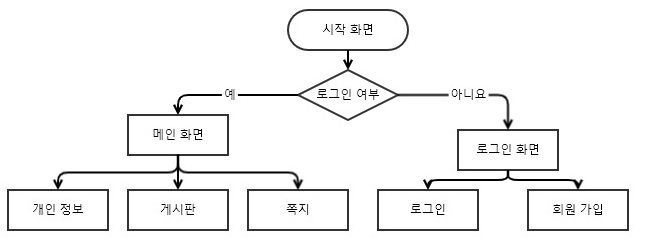 시작 화면
로그인 여부
예
아니요
메인 화면
로그인 화면
개인 정보
게시판
쪽지
로그인
회원 가입